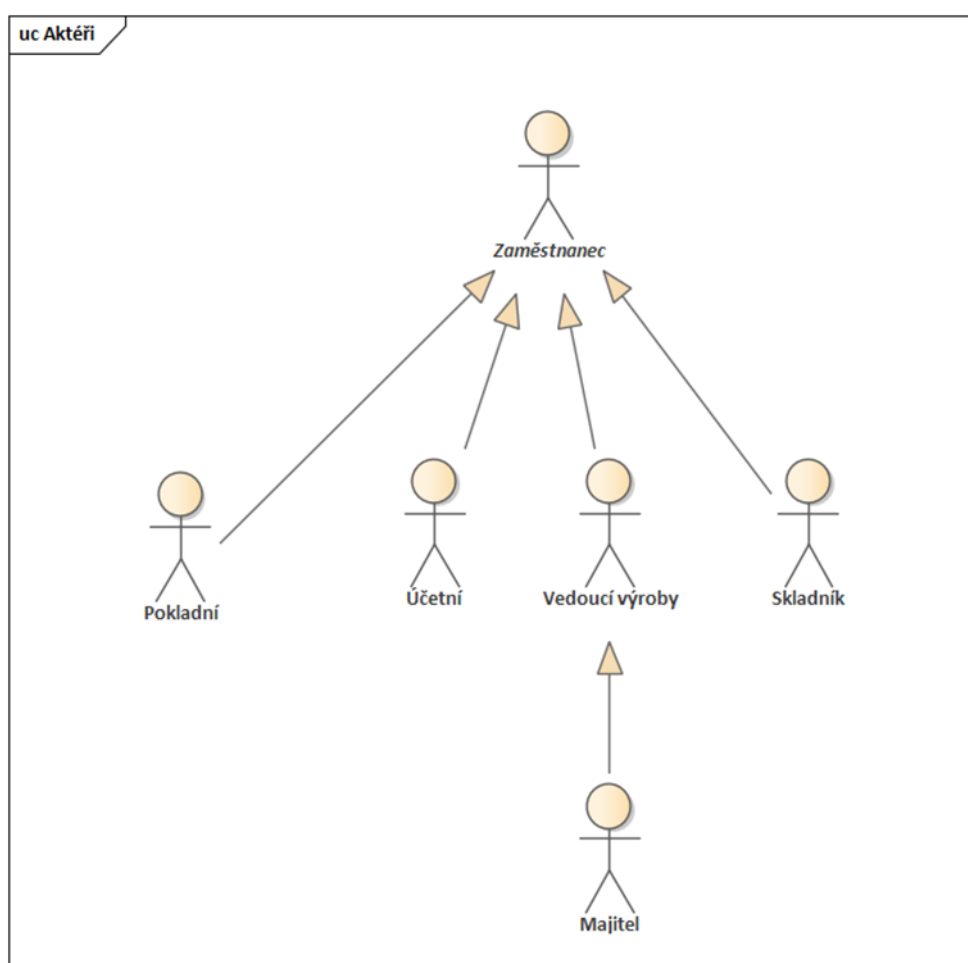 uc Aktéři
Zaměstnanec
Pokladní
Účetní
Vedoucí výroby
Skladník
Majitel